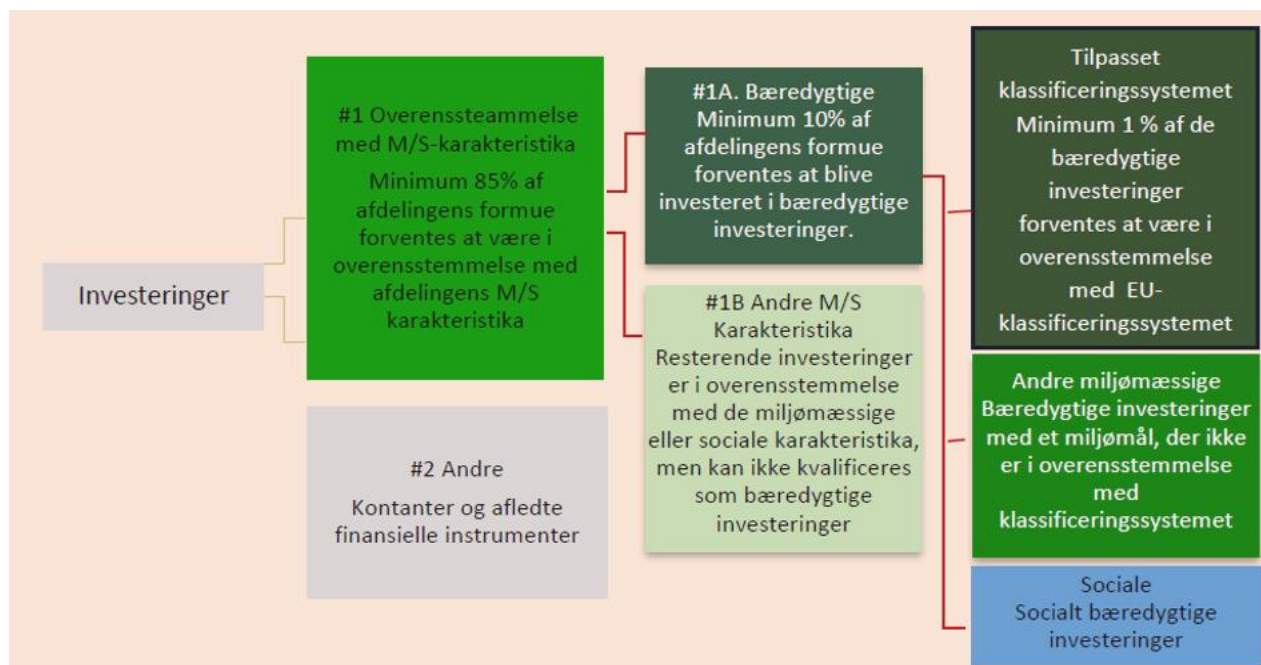 Investeringer
#1 Overenssteammelse
med M/S-karakteristika
Minimum 85% af
afdelingens formue
forventes at være i
overensstemmelse med
afdelingens M/S
karakteristika
#2 Andre
Kontanter og afledte
finansielle instrumenter
#1A. Bæredygtige
Minimum 10% af
afdelingens formue
forventes at blive
investeret i bæredygtige
investeringer.
#1B Andre M/S
Karakteristika
Resterende investeringer
er i overensstemmelse
med de miljømæssige
eller sociale karakteristika,
men kan ikke kvalificeres
som bæredygtige
investeringer
Tilpasset
klassificeringssystemet
Minimum 1 % af de
bæredygtige
investeringer
forventes at være i
overensstemmelse
med EU-
klassificeringssystemet
Andre miljømæssige
Bæredygtige investeringer
med et miljømål, der ikke
er i overensstemmelse
med
klassificeringssystemet
Sociale
Socialt bæredygtige
investeringer